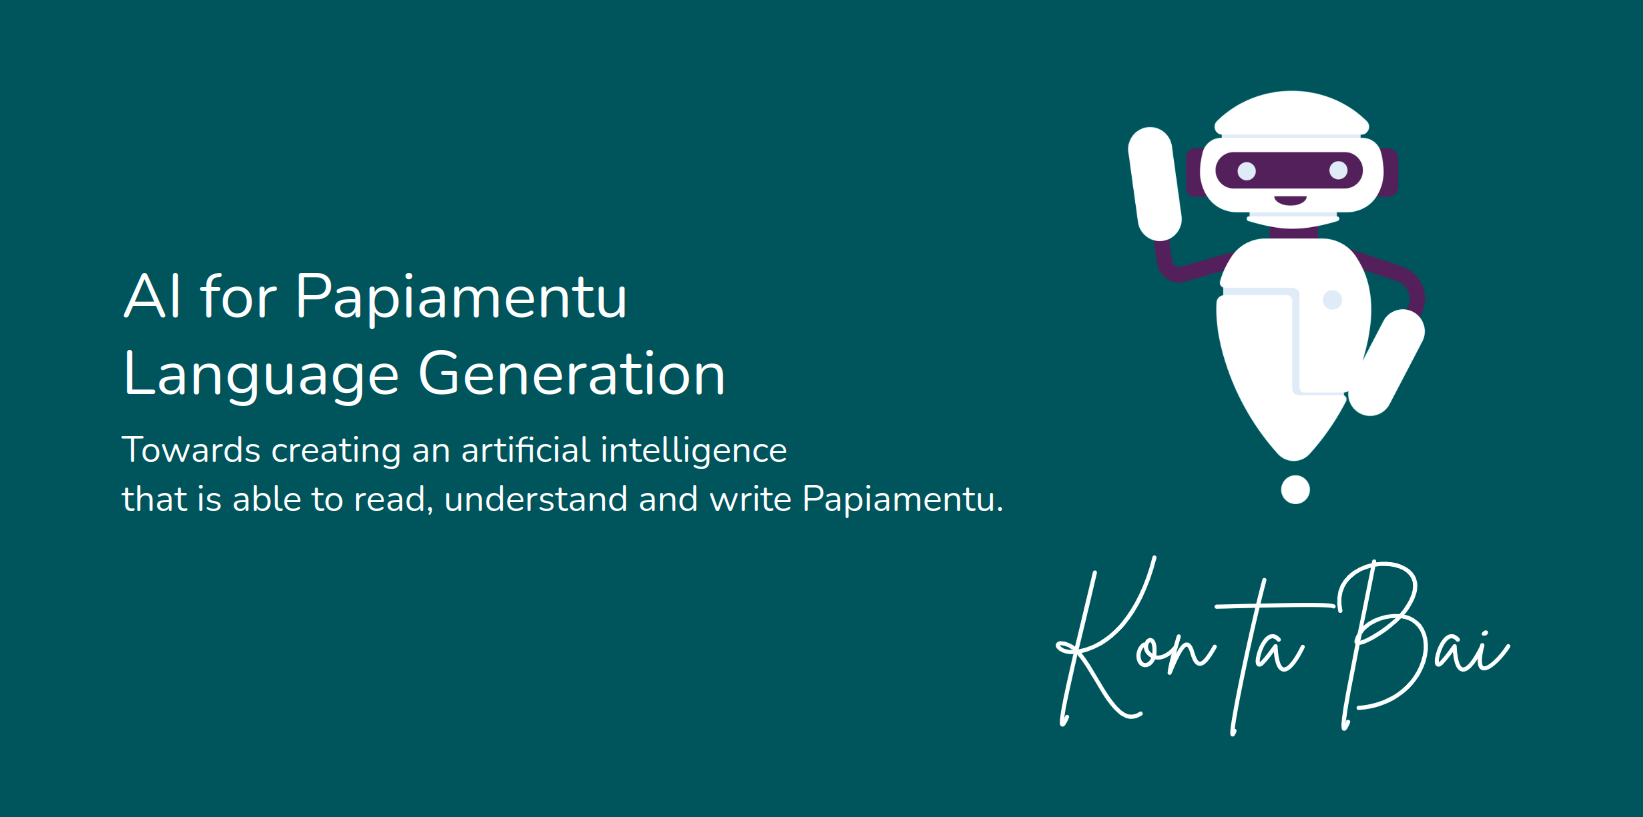 AI for Papiamentu
Language Generation
Towards creating an artificial intelligence
that is able to read, understand and write Papiamentu.
Kon ta Bai